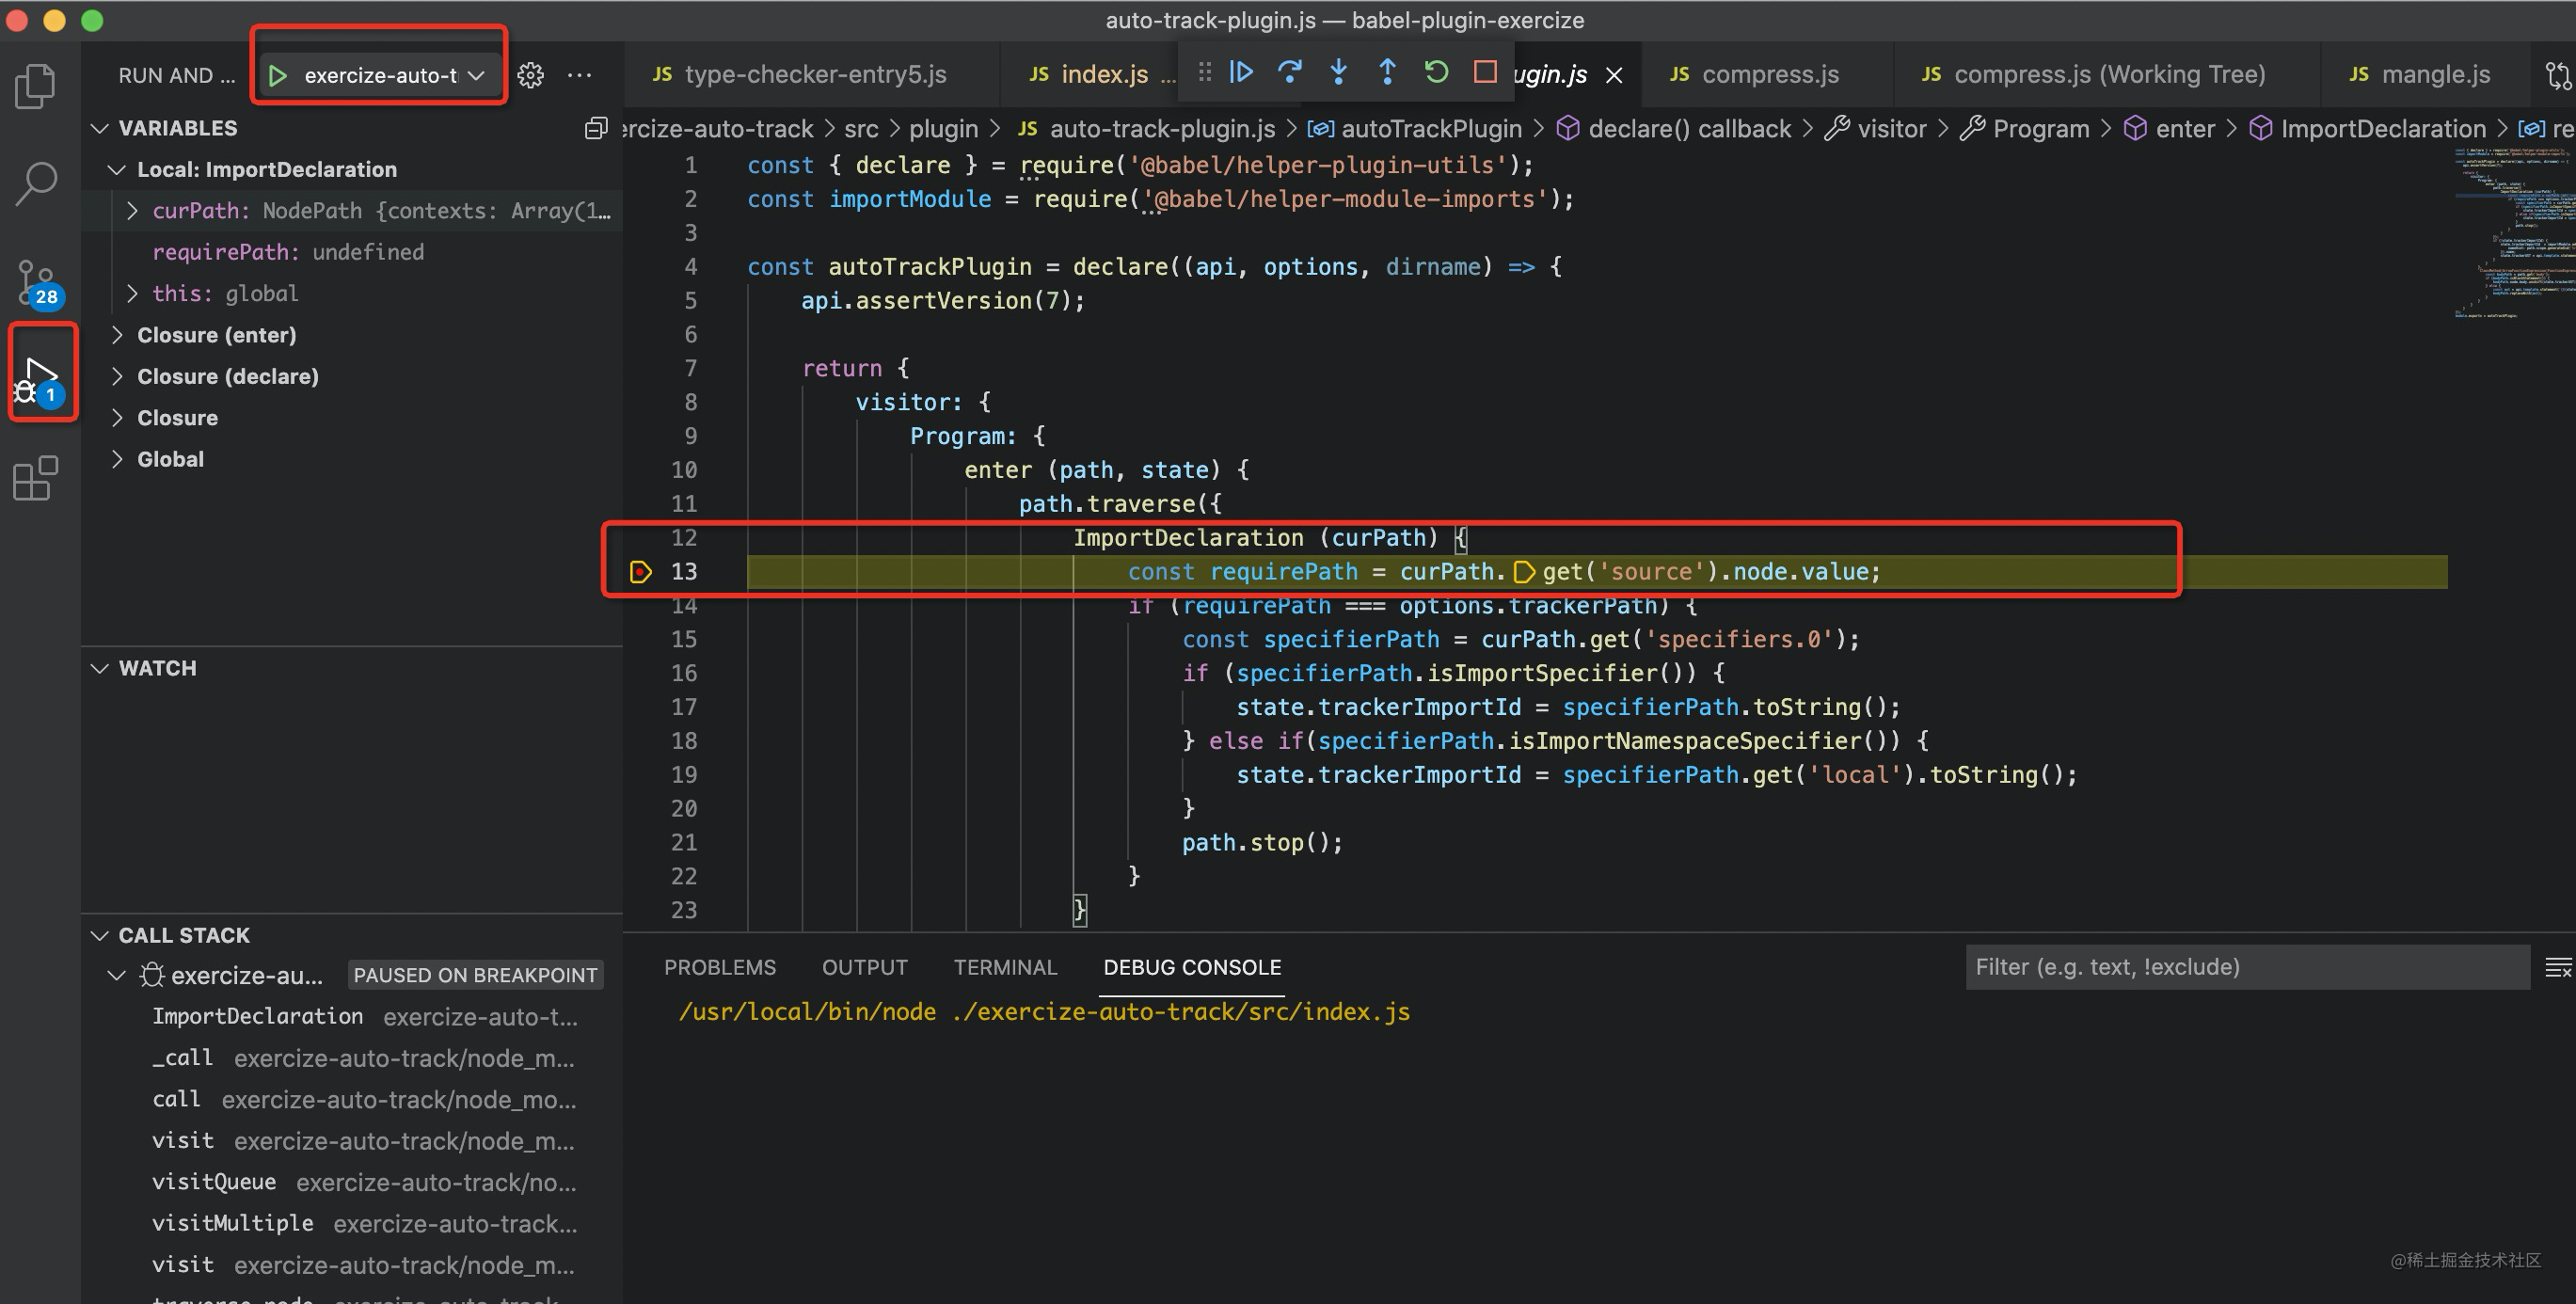 auto-track-plugin.js — babel-plugin-exercize
RUN AND ...
exercize-auto-t
JS type-checker-entry5.js
JS index.js ...
ugin.js
JS compress.js
JS compress.js (Working Tree)
JS mangle.js
ercize-auto-track > src > plugin > JS auto-track-plugin.js > autoTrackPlugin > declare() callback > visitor > Program > enter > ImportDeclaration > re
VARIABLES
Local: ImportDeclaration
curPath: NodePath {contexts: Array(1...
requirePath: undefined
this: global
Closure (enter)
Closure (declare)
Closure
Global
28
1
WATCH
CALL STACK
exercize-au... PAUSED ON BREAKPOINT
ImportDeclaration exercize-auto-t...
_call exercize-auto-track/node_m...
call exercize-auto-track/node_mo...
visit exercize-auto-track/node_m...
visitQueue exercize-auto-track/no...
visitMultiple exercize-auto-track...
visit exercize-auto-track/node_m...
1 const { declare } = require('@babel/helper-plugin-utils');
2 const importModule = require('@babel/helper-module-imports');
3
4 const autoTrackPlugin = declare((api, options, dirname) => {
5 api.assertVersion(7);
6
7 return {
8 visitor: {
9 Program: {
10 enter (path, state) {
11 path.traverse({
12 ImportDeclaration (curPath) {
13 const requirePath = curPath.get('source').node.value;
14 if (requirePath === options.trackerPath) {
15 const specifierPath = curPath.get('specifiers.0');
16 if (specifierPath.isImportSpecifier()) {
17 state.trackerImportId = specifierPath.toString();
18 } else if(specifierPath.isImportNamespaceSpecifier()) {
19 state.trackerImportId = specifierPath.get('local').toString();
20 }
21 path.stop();
22 }
23 }
PROBLEMS OUTPUT TERMINAL DEBUG CONSOLE
Filter (e.g. text, !exclude)
/usr/local/bin/node ./exercize-auto-track/src/index.js
@稀土掘金技术社区